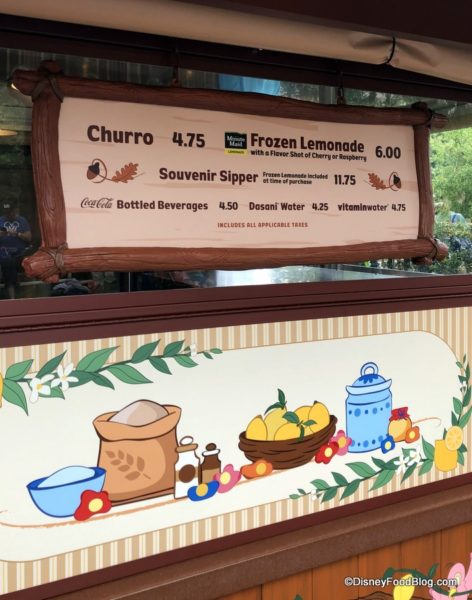 Churro 4.75 Minute Maid LEMONADE Frozen Lemonade 6.00
with a Flavor Shot of Cherry or Raspberry
Souvenir Sipper Frozen Lemonade included at time of purchase 11.75
Coca-Cola Bottled Beverages 4.50 Dasani Water 4.25 vitaminwater 4.75
INCLUDES ALL APPLICABLE TAXES
©DisneyFoodBlog.com